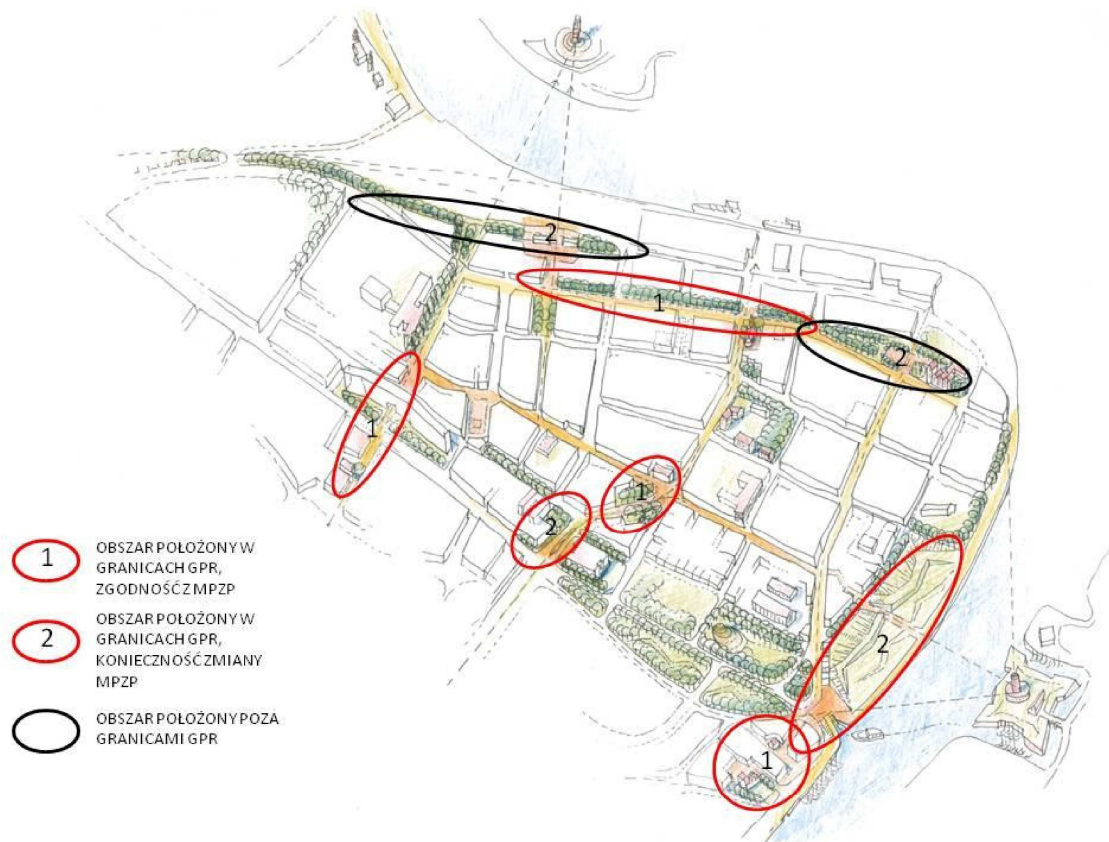 2
1
2
1
1
2
2
1
1
OBSZAR POŁOŻONY W
GRANICACH GPR,
ZGODNOŚĆ Z MPZP
2
OBSZAR POŁOŻONY W
GRANICACH GPR,
KONIECZNOŚĆ ZMIANY
MPZP
OBSZAR POŁOŻONY POZA
GRANICAMI GPR